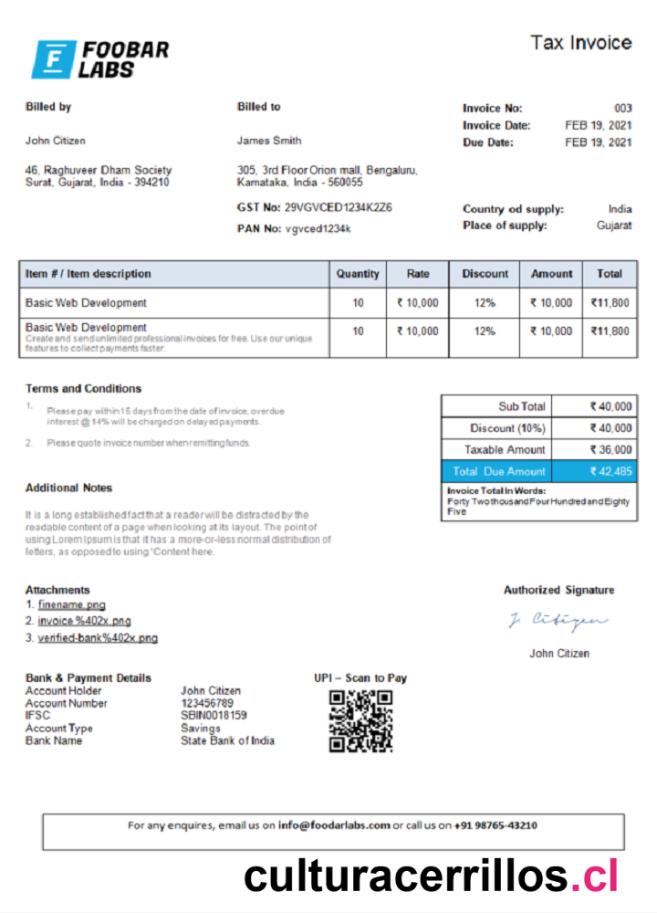 FOOBAR
LABS
Tax Invoice
Billed by
John Citizen
46, Raghuveer Dham Society
Surat, Gujarat, India - 394210
Billed to
James Smith
305, 3rd Floor Orion mall, Bengaluru,
Karnataka, India - 560055
GST No: 29VGVCED1234K2Z6
PAN No: vgvced1234k
Invoice No: 003
Invoice Date: FEB 19, 2021
Due Date: FEB 19, 2021
Country od supply: India
Place of supply: Gujarat
Item # / Item description Quantity Rate Discount Amount Total
Basic Web Development 10 ₹ 10,000 12% ₹ 10,000 ₹11,800
Basic Web Development 10 ₹ 10,000 12% ₹ 10,000 ₹11,800
Create and send unlimited professional invoices for free. Use our unique
features to collect payments faster.
Terms and Conditions
1. Please pay within 15 days from the date of invoice, overdue
interest @ 14% will be charged on delayed payments.
2. Please quote invoice number when remitting funds.
Sub Total ₹ 40,000
Discount (10%) ₹ 40,000
Taxable Amount ₹ 36,000
Total Due Amount ₹ 42,485
Invoice Total in Words:
Forty Two thousand Four Hundred and Eighty
Five
Additional Notes
It is a long established fact that a reader will be distracted by the
readable content of a page when looking at its layout. The point of
using Lorem Ipsum is that it has a more-or-less normal distribution of
letters, as opposed to using 'Content here.
Attachments
1. finename.png
2. invoice %402x.png
3. verified-bank%402x.png
Authorized Signature
J. Citizen
John Citizen
Bank & Payment Details
Account Holder John Citizen
Account Number 123456789
IFSC SBIN0018159
Account Type Savings
Bank Name State Bank of India
UPI – Scan to Pay
For any enquires, email us on info@foodarlabs.com or call us on +91 98765-43210
culturacerrillos.cl